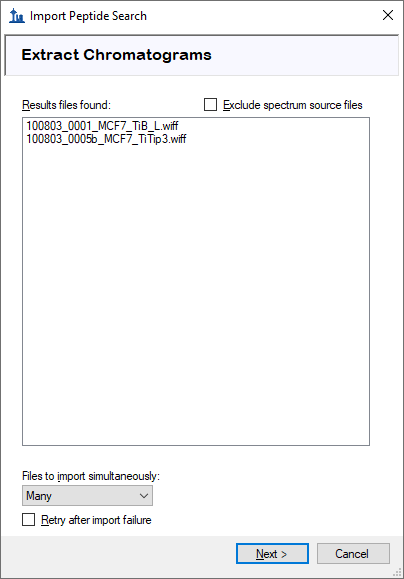 Import Peptide Search
Extract Chromatograms
Results files found:
Exclude spectrum source files
100803_0001_MCF7_TiB_L.wiff
100803_0005b_MCF7_TiTip3.wiff
Files to import simultaneously:
Many
Retry after import failure
Next >
Cancel